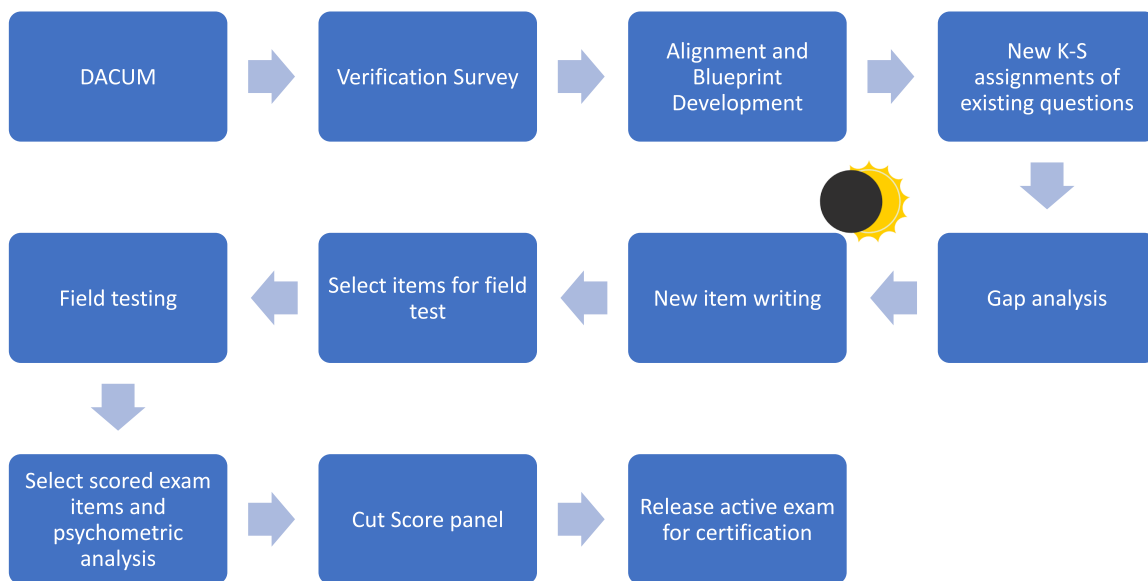 DACUM
Verification Survey
Alignment and
Blueprint
Development
New K-S
assignments of
existing questions
Gap analysis
New item writing
Select items for field
test
Field testing
Select scored exam
items and
psychometric
analysis
Cut Score panel
Release active exam
for certification